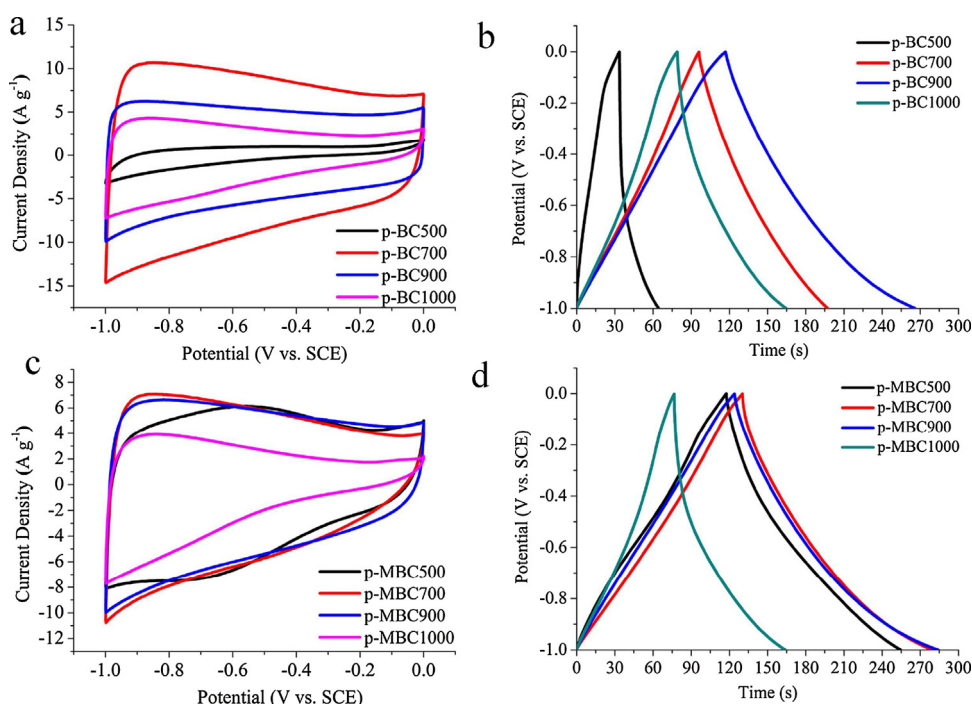 a
Current Density (A g⁻¹)
15
10
5
0
-5
-10
-15
p-BC500
p-BC700
p-BC900
p-BC1000
-1.0 -0.8 -0.6 -0.4 -0.2 0.0
Potential (V vs. SCE)
b
Potential (V vs. SCE)
0.0
-0.2
-0.4
-0.6
-0.8
-1.0
p-BC500
p-BC700
p-BC900
p-BC1000
0 30 60 90 120 150 180 210 240 270 300
Time (s)
c
Current Density (A g⁻¹)
8
6
4
2
0
-2
-4
-6
-8
-10
-12
p-MBC500
p-MBC700
p-MBC900
p-MBC1000
-1.0 -0.8 -0.6 -0.4 -0.2 0.0
Potential (V vs. SCE)
d
Potential (V vs. SCE)
0.0
-0.2
-0.4
-0.6
-0.8
-1.0
p-MBC500
p-MBC700
p-MBC900
p-MBC1000
0 30 60 90 120 150 180 210 240 270 300
Time (s)